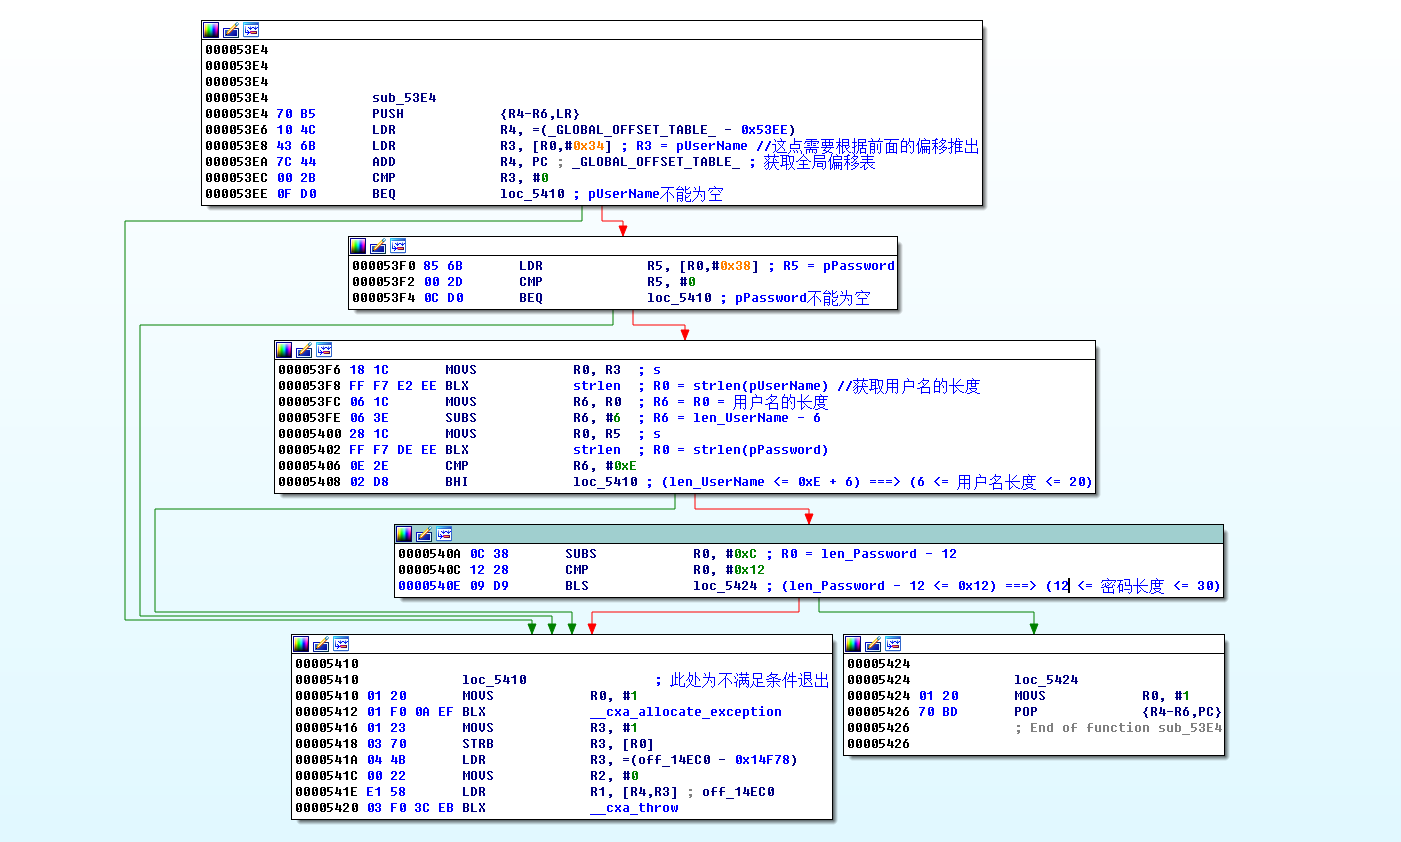 000053E4
000053E4
000053E4
000053E4 sub_53E4
000053E4 70 B5 PUSH {R4-R6,LR}
000053E6 10 4C LDR R4, =(_GLOBAL_OFFSET_TABLE_ - 0x53EE)
000053E8 43 6B LDR R3, [R0,#0x34] ; R3 = pUserName //这点需要根据前面的偏移推出
000053EA 7C 44 ADD R4, PC ; _GLOBAL_OFFSET_TABLE_ ; 获取全局偏移表
000053EC 00 2B CMP R3, #0
000053EE 0F D0 BEQ loc_5410 ; pUserName不能为空
000053F0 85 6B LDR R5, [R0,#0x38] ; R5 = pPassword
000053F2 00 2D CMP R5, #0
000053F4 0C D0 BEQ loc_5410 ; pPassword不能为空
000053F6 18 1C MOVS R0, R3 ; s
000053F8 FF F7 E2 EE BLX strlen ; R0 = strlen(pUserName) //获取用户名的长度
000053FC 06 1C MOVS R6, R0 ; R6 = R0 = 用户名的长度
000053FE 06 3E SUBS R6, #6 ; R6 = len_UserName - 6
00005400 28 1C MOVS R0, R5 ; s
00005402 FF F7 DE EE BLX strlen ; R0 = strlen(pPassword)
00005406 0E 2E CMP R6, #0xE
00005408 02 D8 BHI loc_5410 ; (len_UserName <= 0xE + 6) ===> (6 <= 用户名长度 <= 20)
0000540A 0C 38 SUBS R0, #0xC ; R0 = len_Password - 12
0000540C 12 28 CMP R0, #0x12
0000540E 09 D9 BLS loc_5424 ; (len_Password - 12 <= 0x12) ===> (12 <= 密码长度 <= 30)
00005410
00005410 loc_5410 ; 此处为不满足条件退出
00005410 01 20 MOVS R0, #1
00005412 01 F0 0A EF BLX __cxa_allocate_exception
00005416 01 23 MOVS R3, #1
00005418 03 70 STRB R3, [R0]
0000541A 04 4B LDR R3, =(off_14EC0 - 0x14F78)
0000541C 00 22 MOVS R2, #0
0000541E E1 58 LDR R1, [R4,R3] ; off_14EC0
00005420 03 F0 3C EB BLX __cxa_throw
00005424
00005424 loc_5424
00005424 01 20 MOVS R0, #1
00005426 70 BD POP {R4-R6,PC}
00005426 ; End of function sub_53E4
00005426